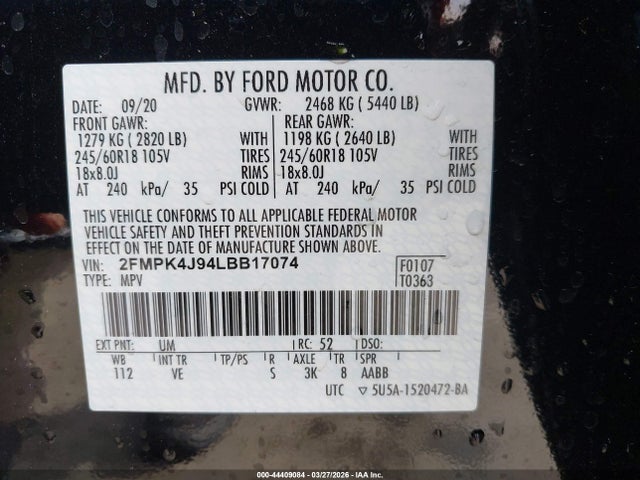 MFD. BY FORD MOTOR CO.
DATE: 09/20 GVWR: 2468 KG ( 5440 LB)
FRONT GAWR: REAR GAWR:
1279 KG ( 2820 LB) WITH 1198 KG ( 2640 LB) WITH
245/60R18 105V TIRES 245/60R18 105V TIRES
18x8.0J RIMS 18x8.0J RIMS
AT 240 kPa/ 35 PSI COLD AT 240 kPa/ 35 PSI COLD
THIS VEHICLE CONFORMS TO ALL APPLICABLE FEDERAL MOTOR
VEHICLE SAFETY AND THEFT PREVENTION STANDARDS IN
EFFECT ON THE DATE OF MANUFACTURE SHOWN ABOVE.
VIN: 2FMPK4J94LBB17074 F0107
TYPE: MPV T0363
EXT PNT: UM RC: 52 DSO:
WB INT TR TP/PS R AXLE TR SPR
112 VE S 3K 8 AABB
UTC ▽ 5U5A-1520472-BA
000-44409084 | 03/27/2026 | IAA Inc.